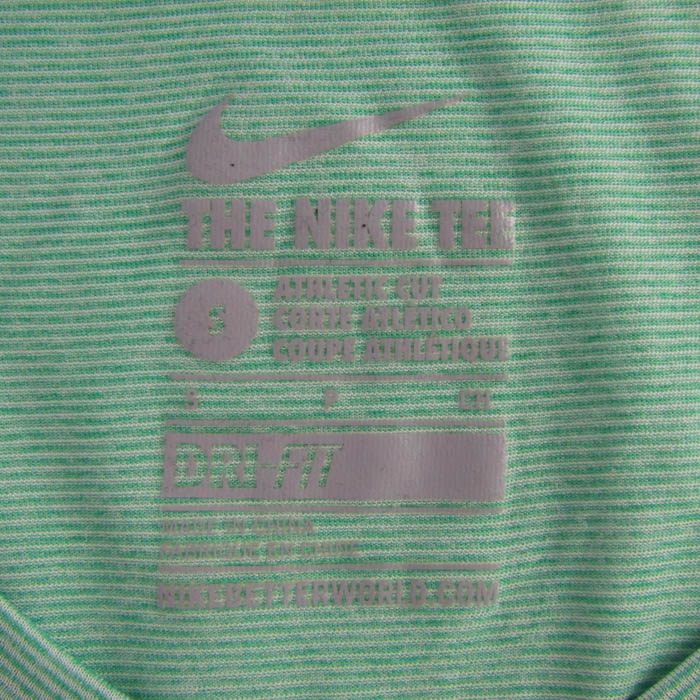 THE NIKE TEE
S
ATHLETIC CUT
CORTE ATLÉTICO
COUPE ATHLÉTIQUE
S P CH
DRI-FIT
MADE IN CHINA
FABRIQUÉ EN CHINE
NIKEBETTERWORLD.COM